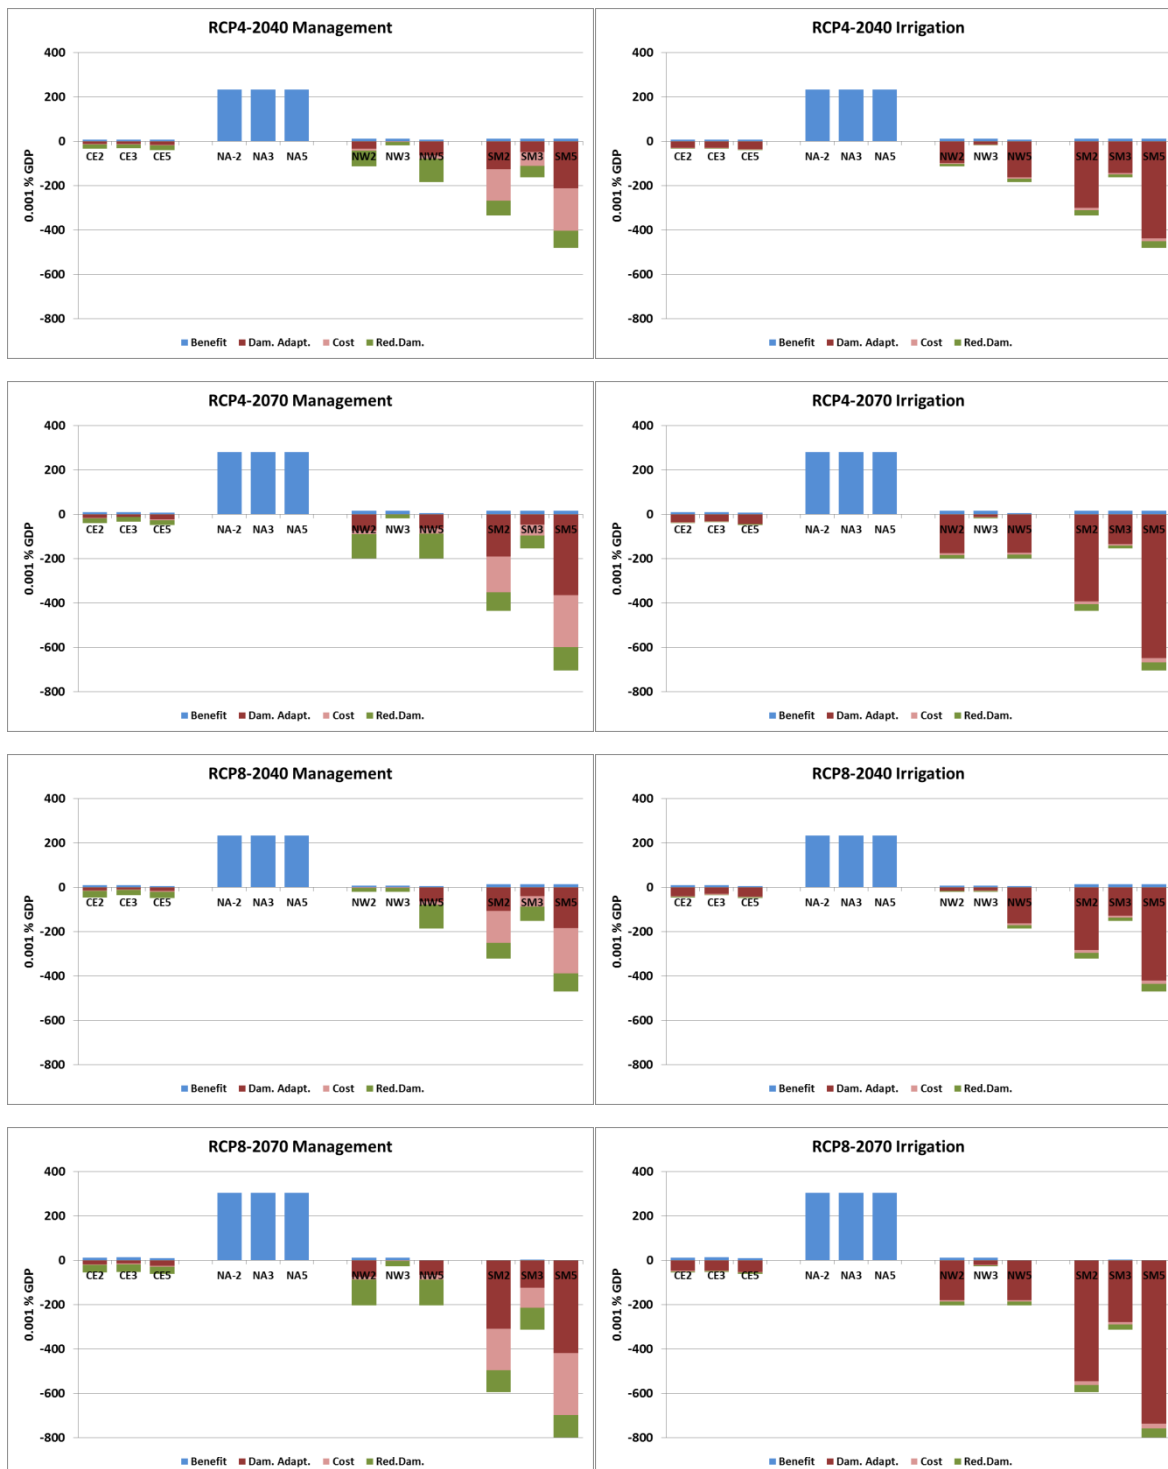 RCP4-2040 Management
400
200
0
-200
-400
-600
-800
0.001 % GDP
CE2 CE3 CE5 NA-2 NA3 NA5 NW2 NW3 NW5 SM2 SM3 SM5
Benefit Dam. Adapt. Cost Red.Dam.
RCP4-2040 Irrigation
400
200
0
-200
-400
-600
-800
0.001 % GDP
CE2 CE3 CE5 NA-2 NA3 NA5 NW2 NW3 NW5 SM2 SM3 SM5
Benefit Dam. Adapt. Cost Red.Dam.
RCP4-2070 Management
400
200
0
-200
-400
-600
-800
0.001 % GDP
CE2 CE3 CE5 NA-2 NA3 NA5 NW2 NW3 NW5 SM2 SM3 SM5
Benefit Dam. Adapt. Cost Red.Dam.
RCP4-2070 Irrigation
400
200
0
-200
-400
-600
-800
0.001 % GDP
CE2 CE3 CE5 NA-2 NA3 NA5 NW2 NW3 NW5 SM2 SM3 SM5
Benefit Dam. Adapt. Cost Red.Dam.
RCP8-2040 Management
400
200
0
-200
-400
-600
-800
0.001 % GDP
CE2 CE3 CE5 NA-2 NA3 NA5 NW2 NW3 NW5 SM2 SM3 SM5
Benefit Dam. Adapt. Cost Red.Dam.
RCP8-2040 Irrigation
400
200
0
-200
-400
-600
-800
0.001 % GDP
CE2 CE3 CE5 NA-2 NA3 NA5 NW2 NW3 NW5 SM2 SM3 SM5
Benefit Dam. Adapt. Cost Red.Dam.
RCP8-2070 Management
400
200
0
-200
-400
-600
-800
0.001 % GDP
CE2 CE3 CE5 NA-2 NA3 NA5 NW2 NW3 NW5 SM2 SM3 SM5
Benefit Dam. Adapt. Cost Red.Dam.
RCP8-2070 Irrigation
400
200
0
-200
-400
-600
-800
0.001 % GDP
CE2 CE3 CE5 NA-2 NA3 NA5 NW2 NW3 NW5 SM2 SM3 SM5
Benefit Dam. Adapt. Cost Red.Dam.